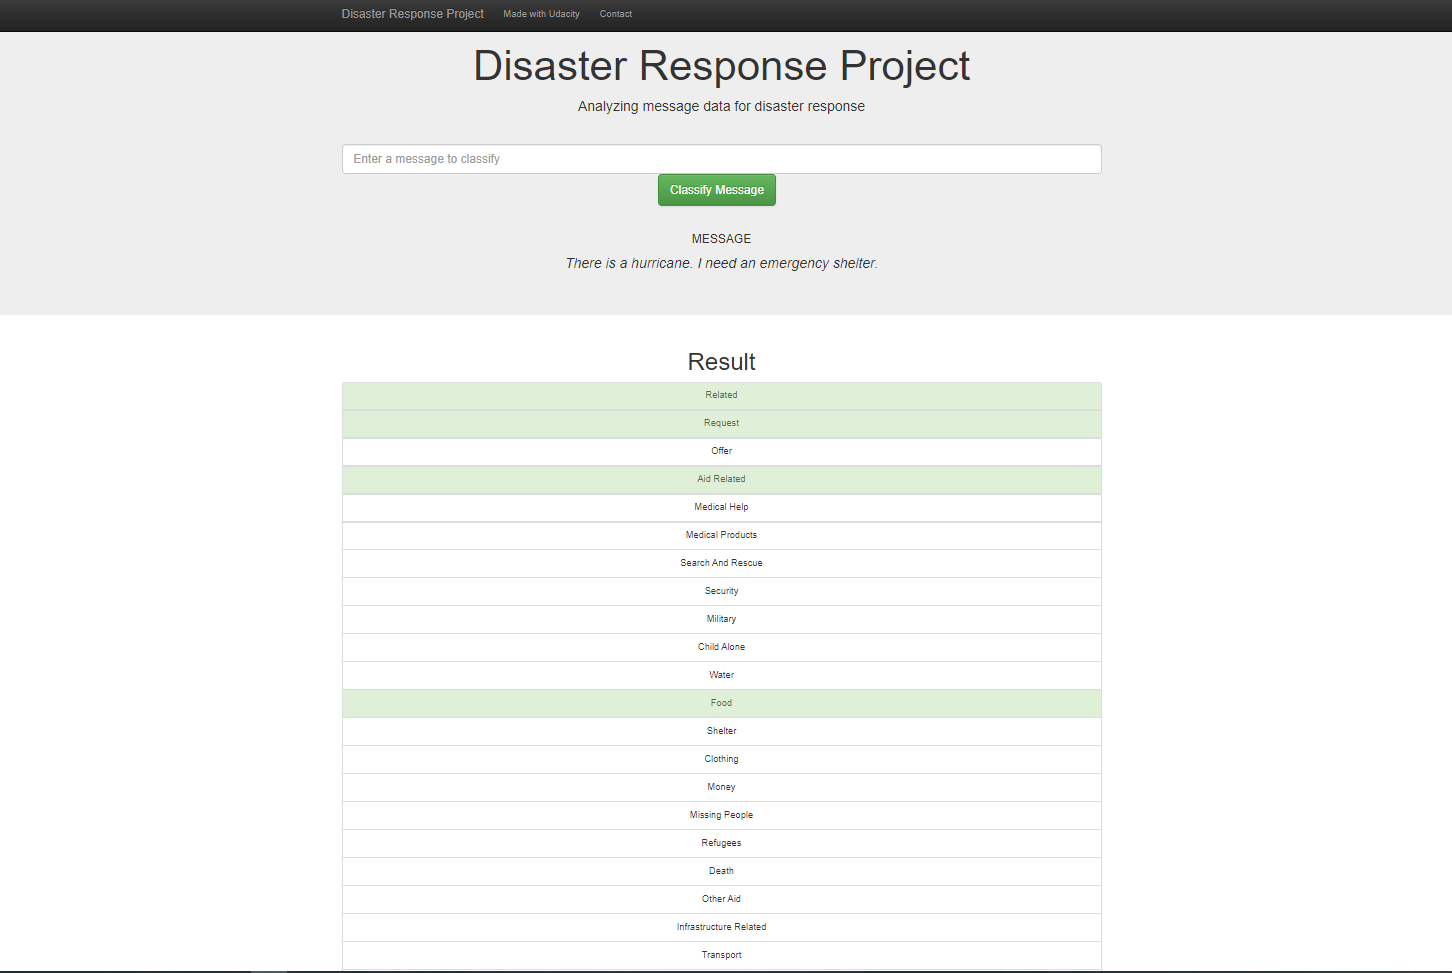 Disaster Response Project Made with Udacity Contact
Disaster Response Project
Analyzing message data for disaster response
Enter a message to classify
Classify Message
MESSAGE
There is a hurricane. I need an emergency shelter.
Result
Related
Request
Offer
Aid Related
Medical Help
Medical Products
Search And Rescue
Security
Military
Child Alone
Water
Food
Shelter
Clothing
Money
Missing People
Refugees
Death
Other Aid
Infrastructure Related
Transport